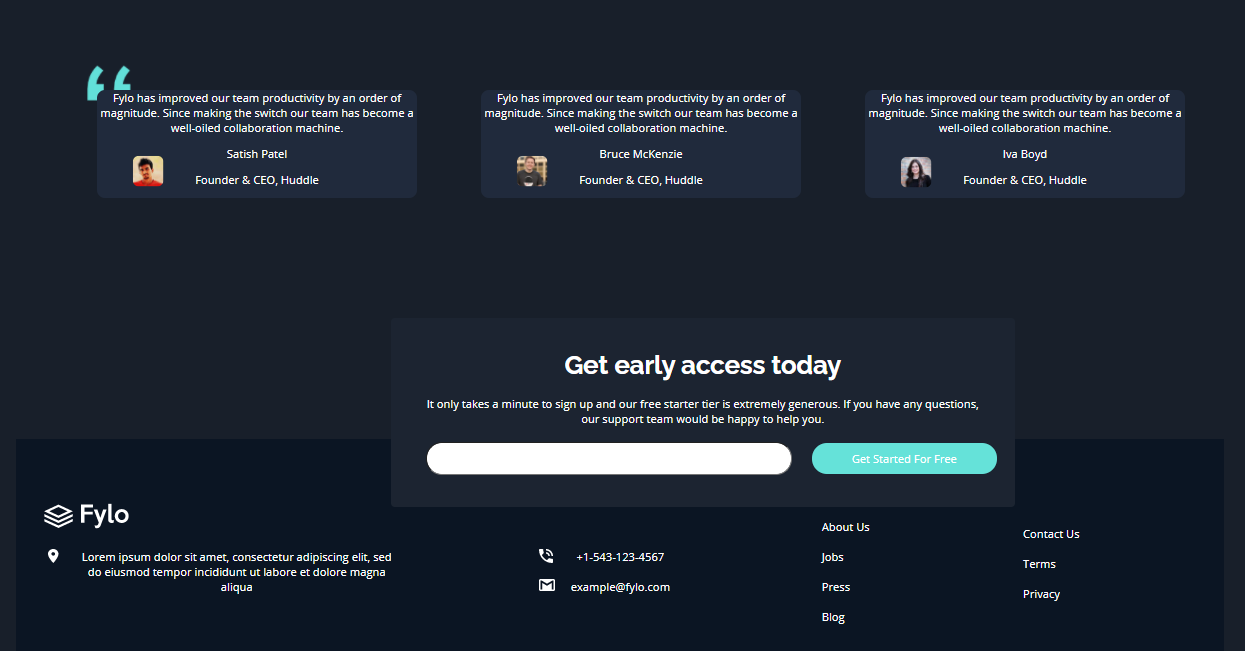 “
Fylo has improved our team productivity by an order of
magnitude. Since making the switch our team has become a
well-oiled collaboration machine.
Satish Patel
Founder & CEO, Huddle
Fylo has improved our team productivity by an order of
magnitude. Since making the switch our team has become a
well-oiled collaboration machine.
Bruce McKenzie
Founder & CEO, Huddle
Fylo has improved our team productivity by an order of
magnitude. Since making the switch our team has become a
well-oiled collaboration machine.
Iva Boyd
Founder & CEO, Huddle
Get early access today
It only takes a minute to sign up and our free starter tier is extremely generous. If you have any questions,
our support team would be happy to help you.
Get Started For Free
Fylo
Lorem ipsum dolor sit amet, consectetur adipiscing elit, sed
do eiusmod tempor incididunt ut labore et dolore magna
aliqua
+1-543-123-4567
example@fylo.com
About Us
Jobs
Press
Blog
Contact Us
Terms
Privacy